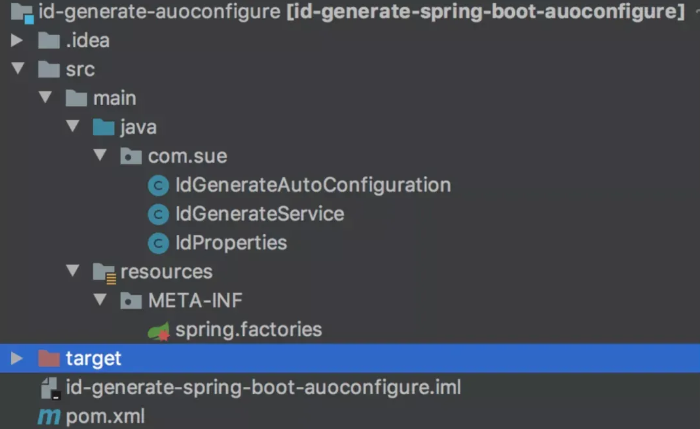 id-generate-auoconfigure [id-generate-spring-boot-auoconfigure]
.idea
src
main
java
com.sue
IdGenerateAutoConfiguration
IdGenerateService
IdProperties
resources
META-INF
spring.factories
target
id-generate-spring-boot-auoconfigure.iml
pom.xml